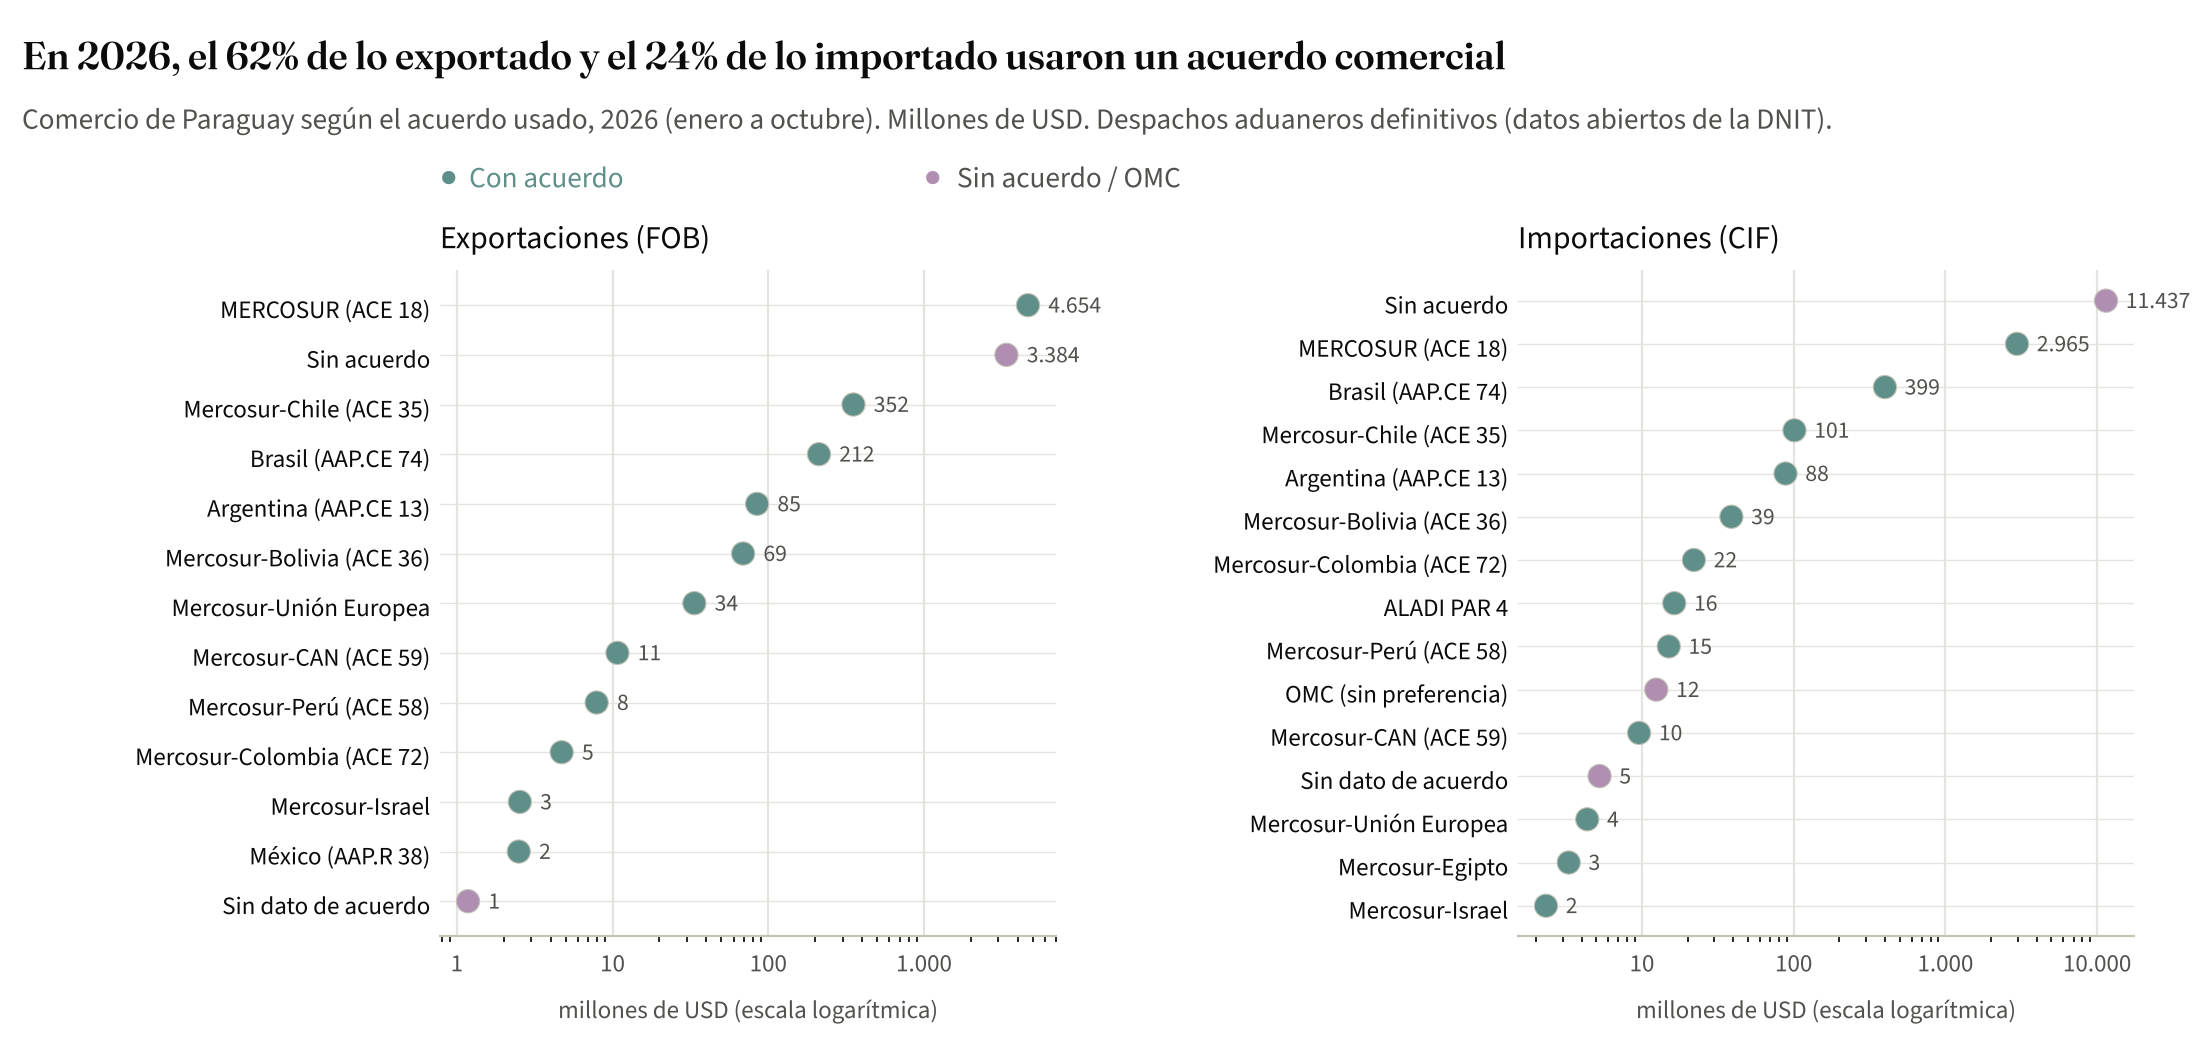 En 2026, el 62% de lo exportado y el 24% de lo importado usaron un acuerdo comercial
Comercio de Paraguay según el acuerdo usado, 2026 (enero a octubre). Millones de USD. Despachos aduaneros definitivos (datos abiertos de la DNIT).
Con acuerdo
Sin acuerdo / OMC
Exportaciones (FOB)
MERCOSUR (ACE 18) 4.654
Sin acuerdo 3.384
Mercosur-Chile (ACE 35) 352
Brasil (AAP.CE 74) 212
Argentina (AAP.CE 13) 85
Mercosur-Bolivia (ACE 36) 69
Mercosur-Unión Europea 34
Mercosur-CAN (ACE 59) 11
Mercosur-Perú (ACE 58) 8
Mercosur-Colombia (ACE 72) 5
Mercosur-Israel 3
México (AAP.R 38) 2
Sin dato de acuerdo 1
1 10 100 1.000
millones de USD (escala logarítmica)
Importaciones (CIF)
Sin acuerdo 11.437
MERCOSUR (ACE 18) 2.965
Brasil (AAP.CE 74) 399
Mercosur-Chile (ACE 35) 101
Argentina (AAP.CE 13) 88
Mercosur-Bolivia (ACE 36) 39
Mercosur-Colombia (ACE 72) 22
ALADI PAR 4 16
Mercosur-Perú (ACE 58) 15
OMC (sin preferencia) 12
Mercosur-CAN (ACE 59) 10
Sin dato de acuerdo 5
Mercosur-Unión Europea 4
Mercosur-Egipto 3
Mercosur-Israel 2
10 100 1.000 10.000
millones de USD (escala logarítmica)